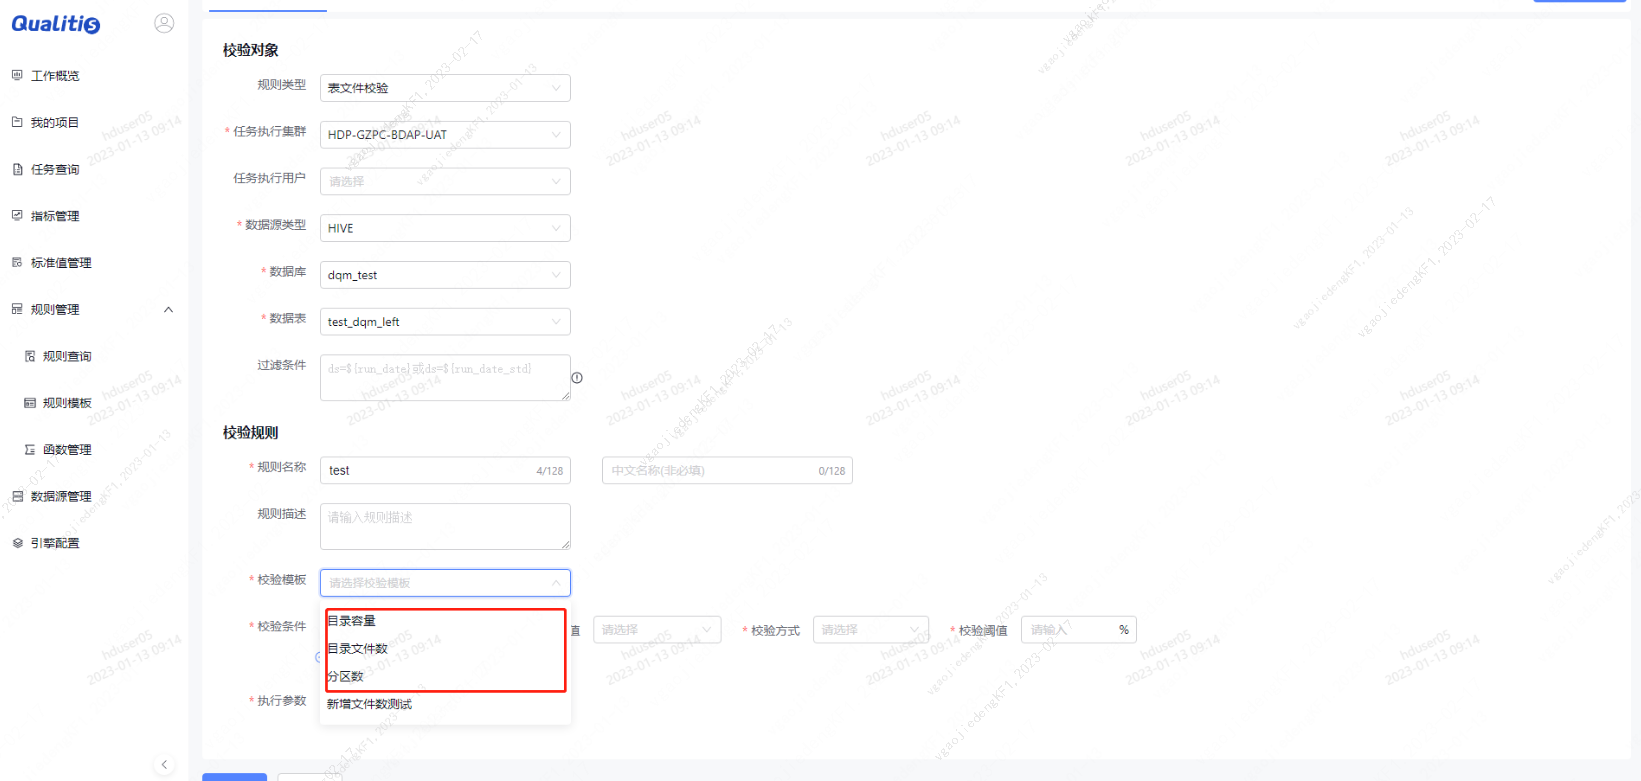 Qualitis
工作概览
我的项目
任务查询
指标管理
标准值管理
规则管理
规则查询
规则模板
函数管理
数据源管理
引擎配置
校验对象
规则类型 表文件校验
* 任务执行集群 HDP-GZPC-BDAP-UAT
任务执行用户 请选择
* 数据源类型 HIVE
* 数据库 dqm_test
* 数据表 test_dqm_left
过滤条件 ds=${run_date}或ds=${run_date_std}
校验规则
* 规则名称 test 4/128 中文名称(非必填) 0/128
规则描述 请输入规则描述
* 校验模板 请选择校验模板
* 校验条件 值 请选择 * 校验方式 请选择 * 校验阈值 请输入 %
目录容量
目录文件数
分区数
新增文件数测试
* 执行参数
hduser05
2023-01-13 09:14
vgaojiedengKF1,2023-02-17
vgaojiedengKF1,2023-01-13